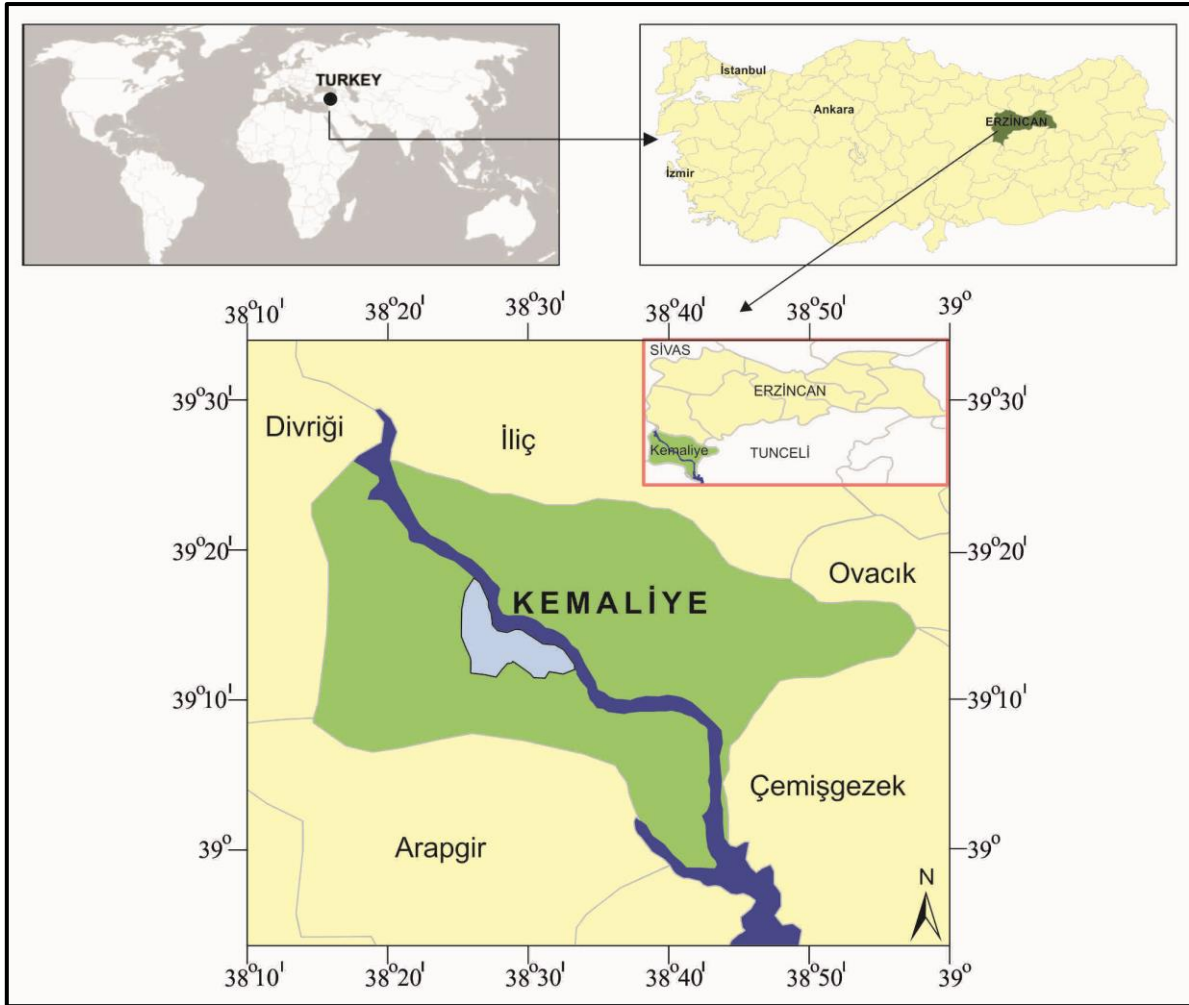 TURKEY
İstanbul
Ankara
ERZİNCAN
İzmir
38°10' 38°20' 38°30' 38°40' 38°50' 39°
SİVAS
ERZİNCAN
Kemaliye
TUNCELİ
39°30' 39°30'
Divriği
İliç
39°20' 39°20'
Ovacık
KEMALİYE
39°10' 39°10'
Çemişgezek
Arapgir
39° 39°
N
38°10' 38°20' 38°30' 38°40' 38°50' 39°